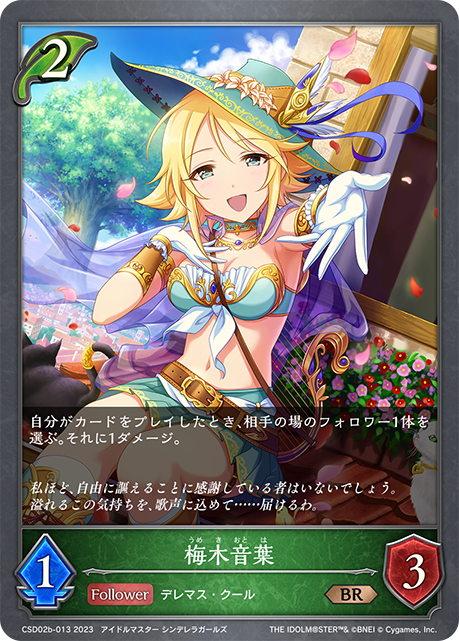 2
自分がカードをプレイしたとき、相手の場のフォロワー1体を
選ぶ。それに1ダメージ。
私ほど、自由に謳えることに感謝している者はいないでしょう。
溢れるこの気持ちを、歌声に込めて……届けるわ。
うめきおとは
梅木音葉
1
Follower
デレマス・クール
BR
3
CSD02b-013 2023 アイドルマスター シンデレラガールズ
THE IDOLM@STER™& ©BNEI © Cygames, Inc.